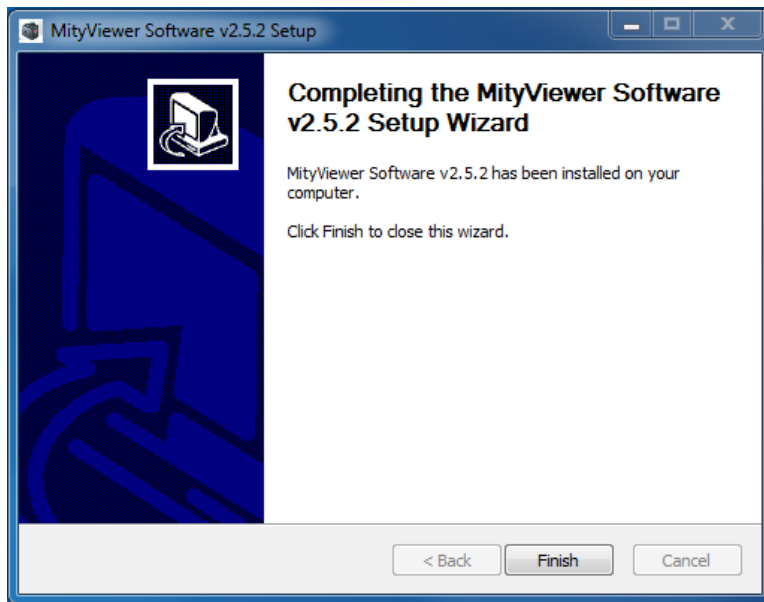 MityViewer Software v2.5.2 Setup
Completing the MityViewer Software
v2.5.2 Setup Wizard
MityViewer Software v2.5.2 has been installed on your
computer.
Click Finish to close this wizard.
< Back
Finish
Cancel